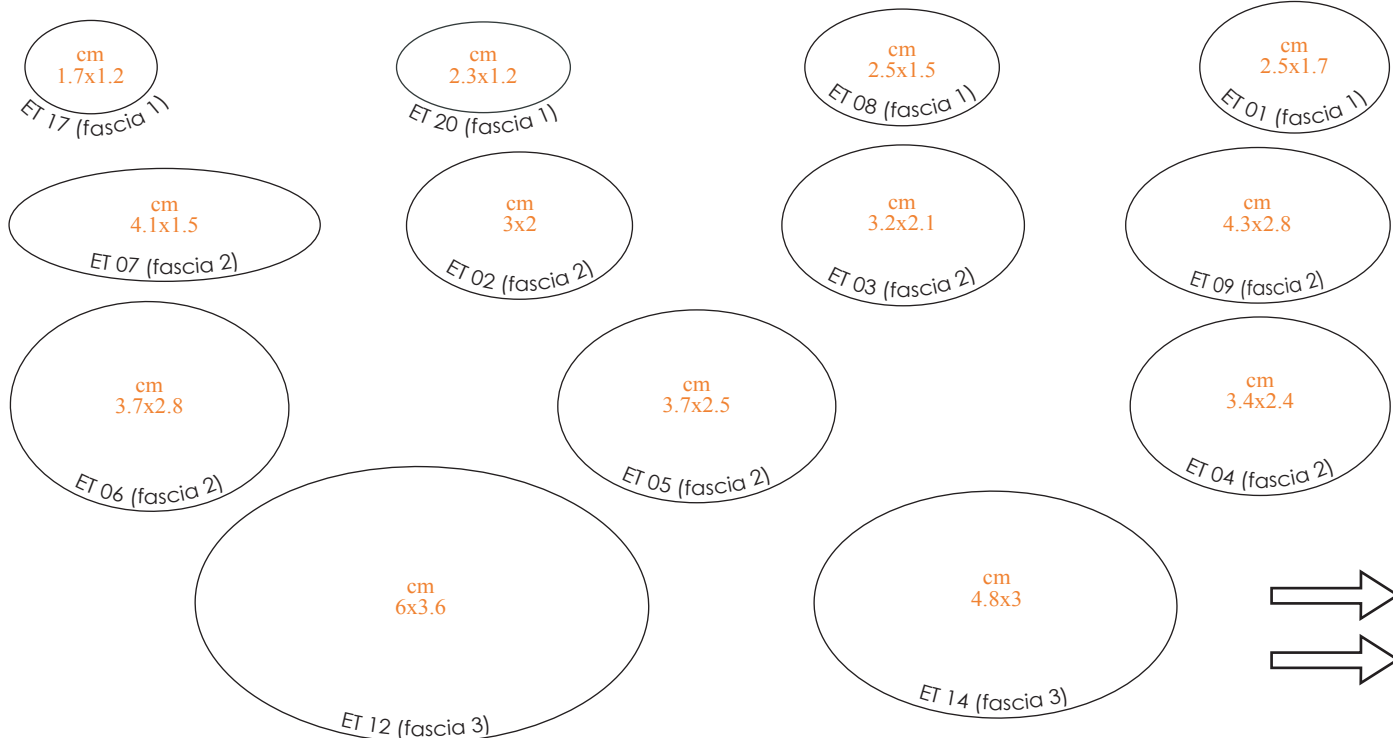 cm
1.7x1.2
ET 17 (fascia 1)
cm
2.3x1.2
ET 20 (fascia 1)
cm
2.5x1.5
ET 08 (fascia 1)
cm
2.5x1.7
ET 01 (fascia 1)
cm
4.1x1.5
ET 07 (fascia 2)
cm
3x2
ET 02 (fascia 2)
cm
3.2x2.1
ET 03 (fascia 2)
cm
4.3x2.8
ET 09 (fascia 2)
cm
3.7x2.8
ET 06 (fascia 2)
cm
3.7x2.5
ET 05 (fascia 2)
cm
3.4x2.4
ET 04 (fascia 2)
cm
6x3.6
ET 12 (fascia 3)
cm
4.8x3
ET 14 (fascia 3)